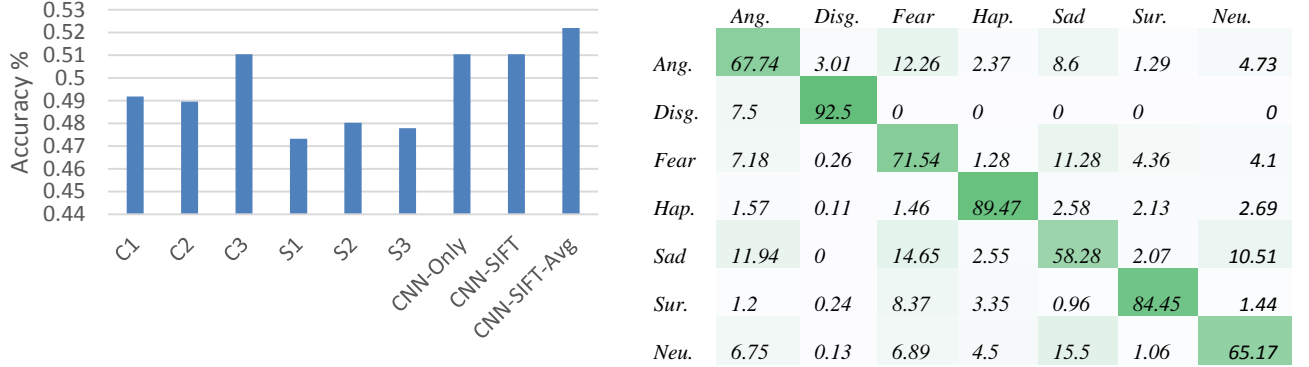 Accuracy %
0.53
0.52
0.51
0.5
0.49
0.48
0.47
0.46
0.45
0.44
C1
C2
C3
S1
S2
S3
CNN-Only
CNN-SIFT
CNN-SIFT-Avg
Ang. Disg. Fear Hap. Sad Sur. Neu.
Ang. 67.74 3.01 12.26 2.37 8.6 1.29 4.73
Disg. 7.5 92.5 0 0 0 0 0
Fear 7.18 0.26 71.54 1.28 11.28 4.36 4.1
Hap. 1.57 0.11 1.46 89.47 2.58 2.13 2.69
Sad 11.94 0 14.65 2.55 58.28 2.07 10.51
Sur. 1.2 0.24 8.37 3.35 0.96 84.45 1.44
Neu. 6.75 0.13 6.89 4.5 15.5 1.06 65.17